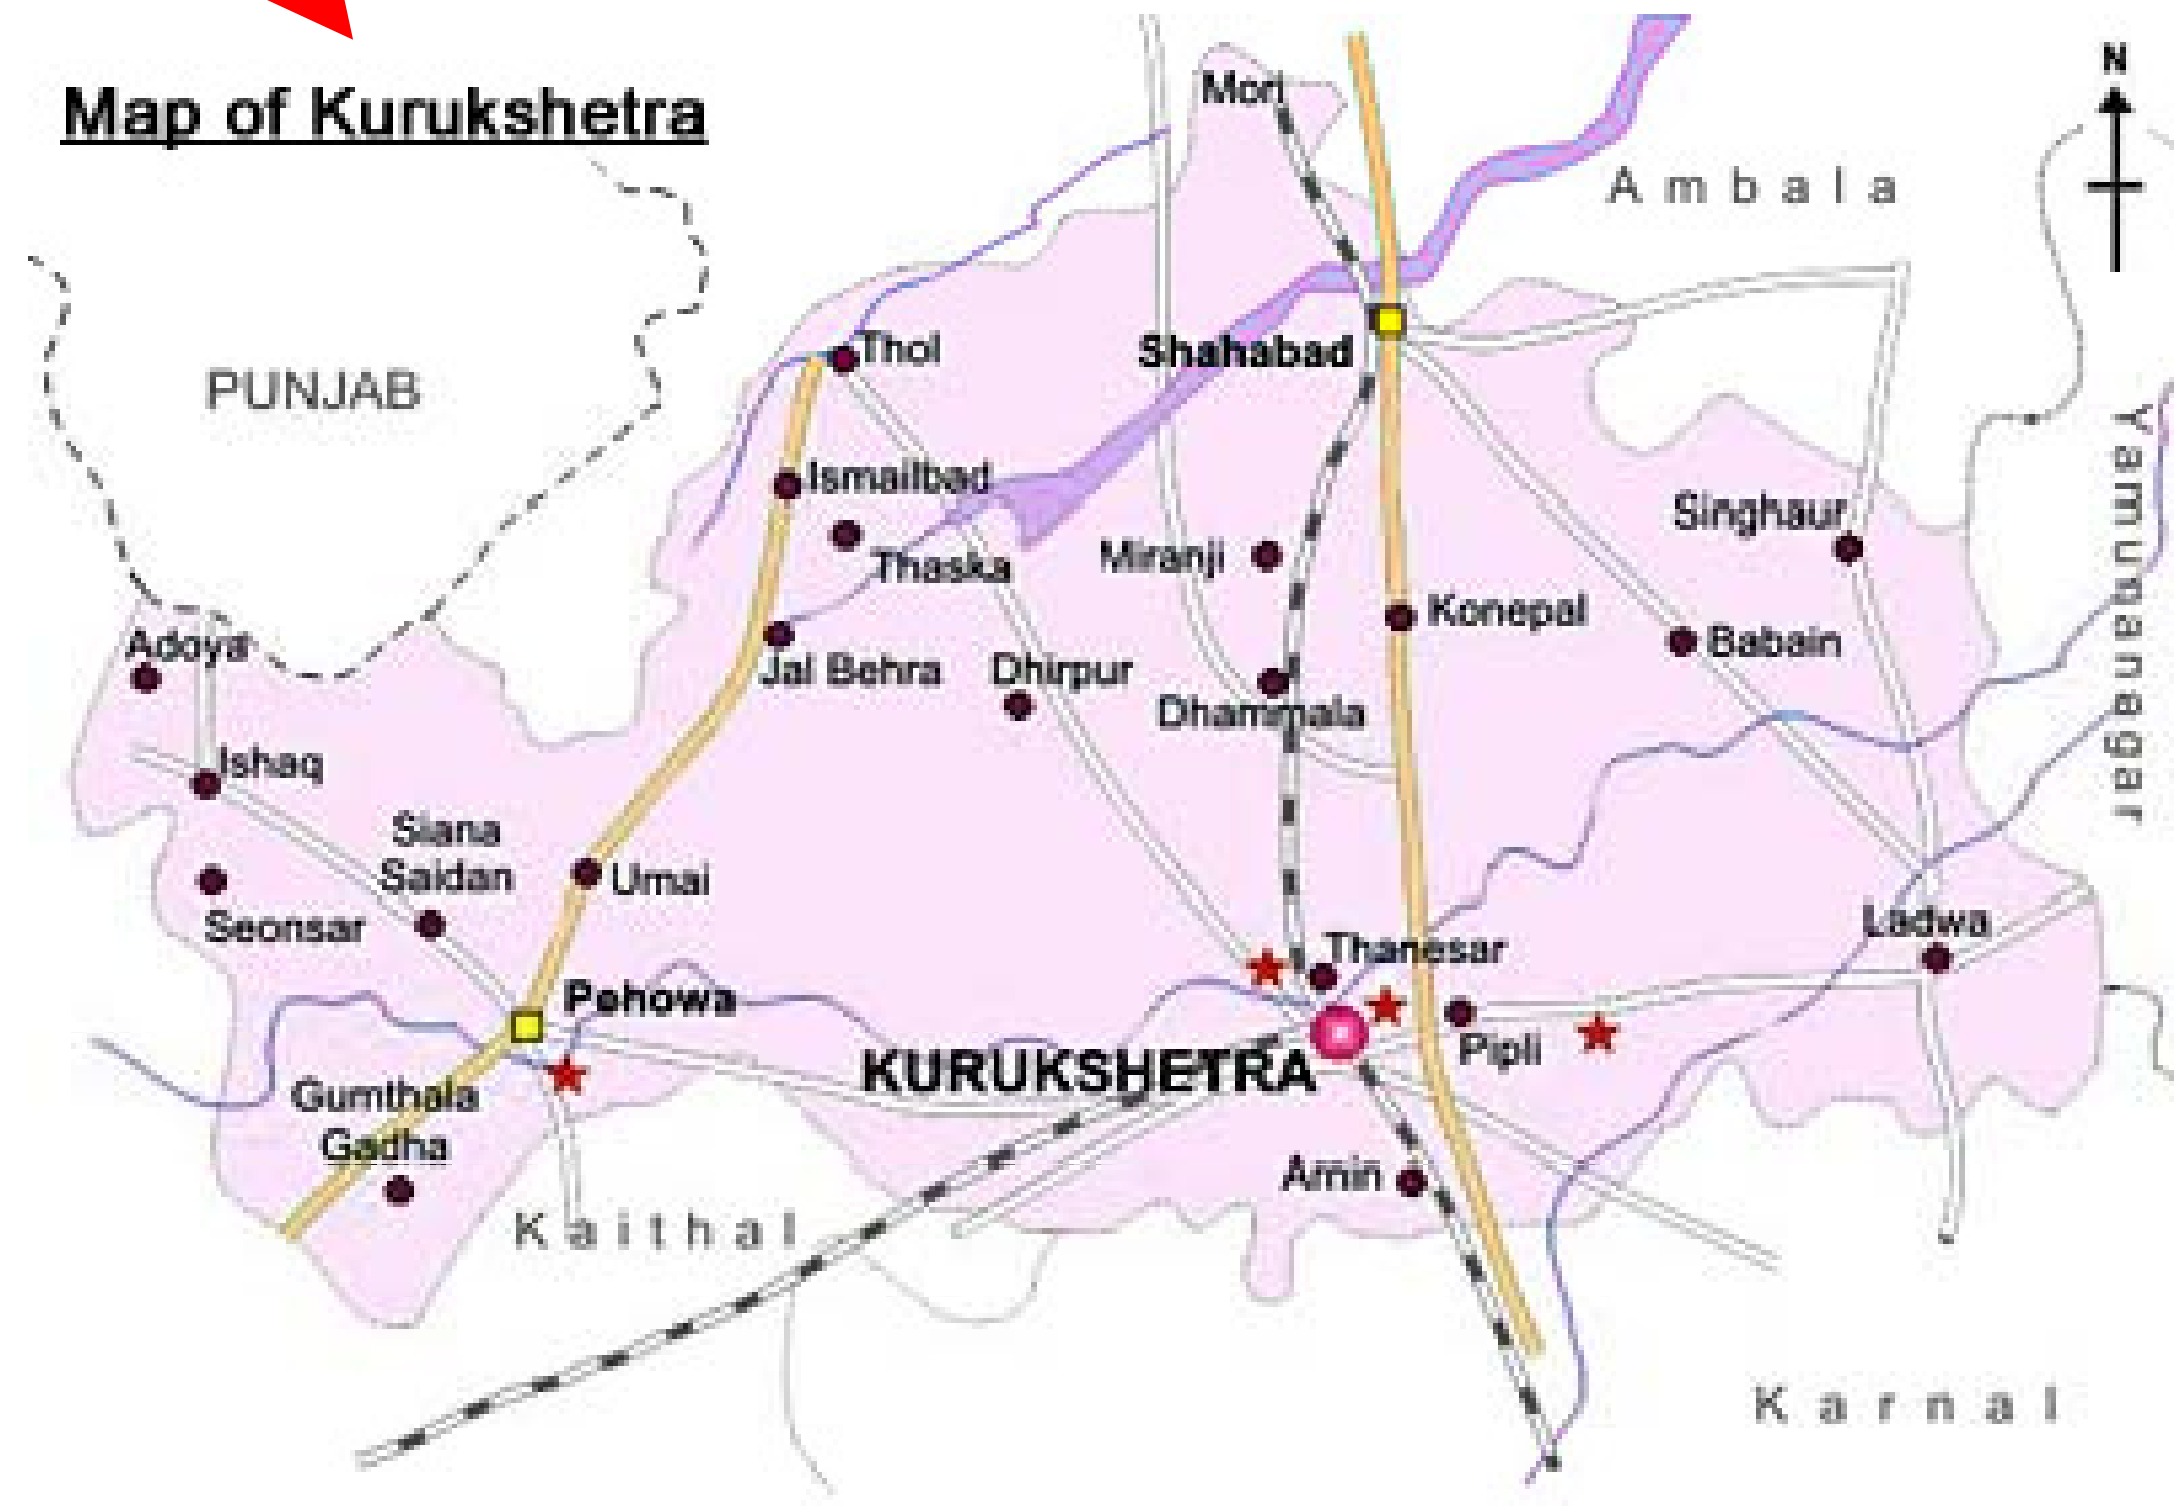 Map of Kurukshetra
N
Mori
Ambala
PUNJAB
Thol
Shahabad
Yamunanagar
Ismailbad
Singhaur
Thaska
Miranji
Konepal
Babain
Adoya
Jal Behra
Dhirpur
Dhammala
Ishaq
Siana
Saidan
Umai
Seonsar
Ladwa
Thanesar
Pehowa
Pipli
KURUKSHETRA
Gumthala
Gadha
Amin
Kaithal
Karnal